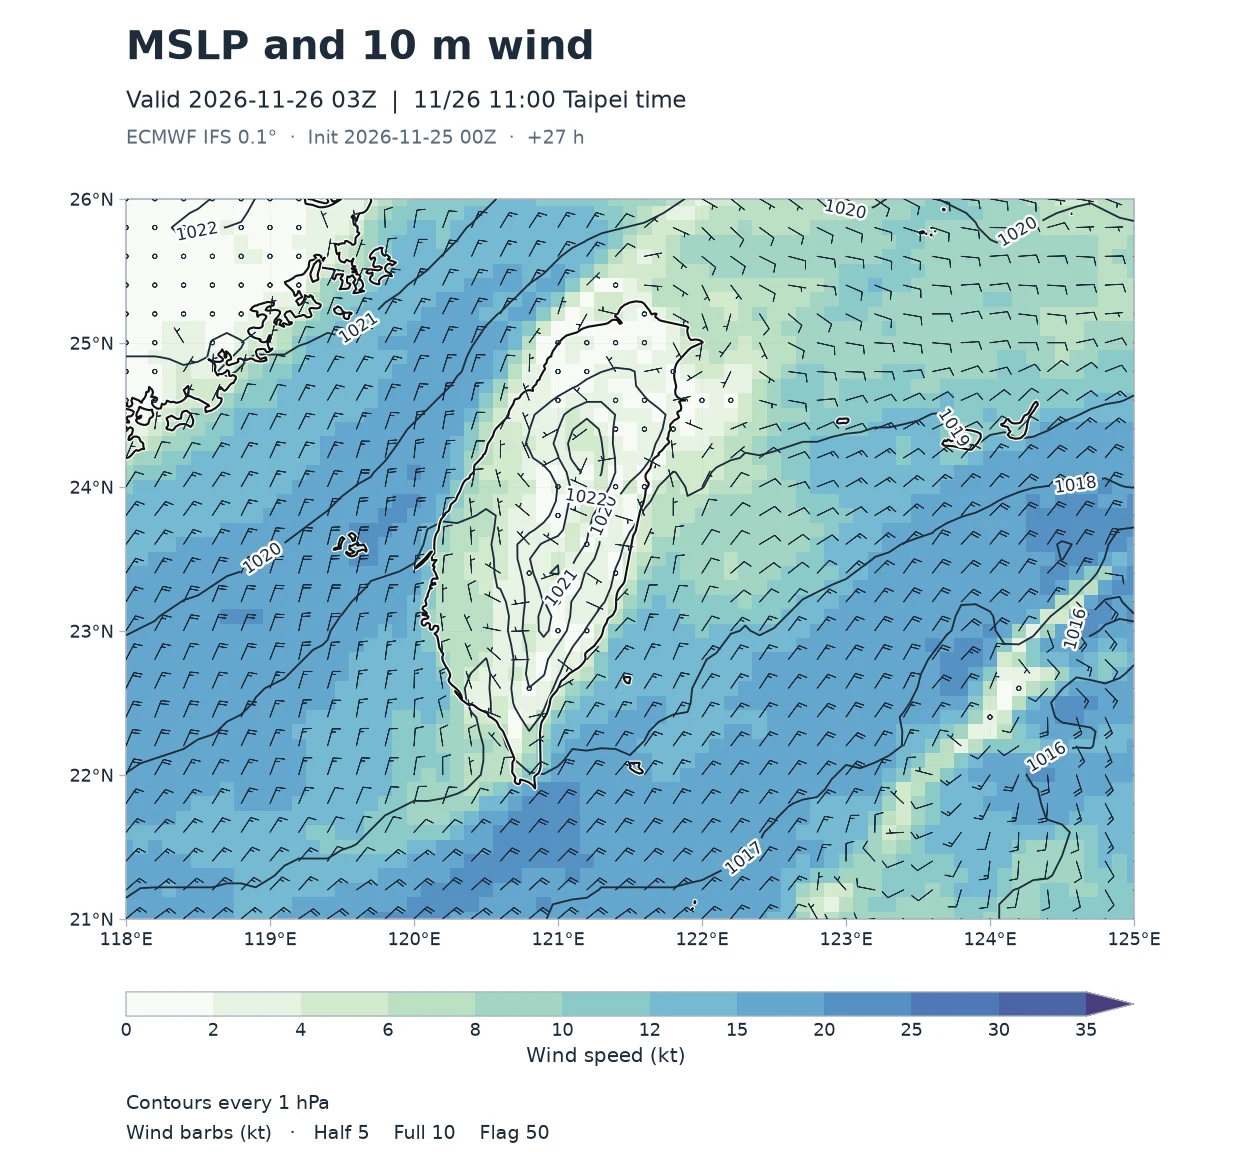 MSLP and 10 m wind
Valid 2026-11-26 03Z | 11/26 11:00 Taipei time
ECMWF IFS 0.1° · Init 2026-11-25 00Z · +27 h
26°N
25°N
24°N
23°N
22°N
21°N
1022
1020
1020
1021
1019
1018
1022
1020
1020
1021
1016
1016
1017
118°E 119°E 120°E 121°E 122°E 123°E 124°E 125°E
0 2 4 6 8 10 12 15 20 25 30 35
Wind speed (kt)
Contours every 1 hPa
Wind barbs (kt) · Half 5 Full 10 Flag 50